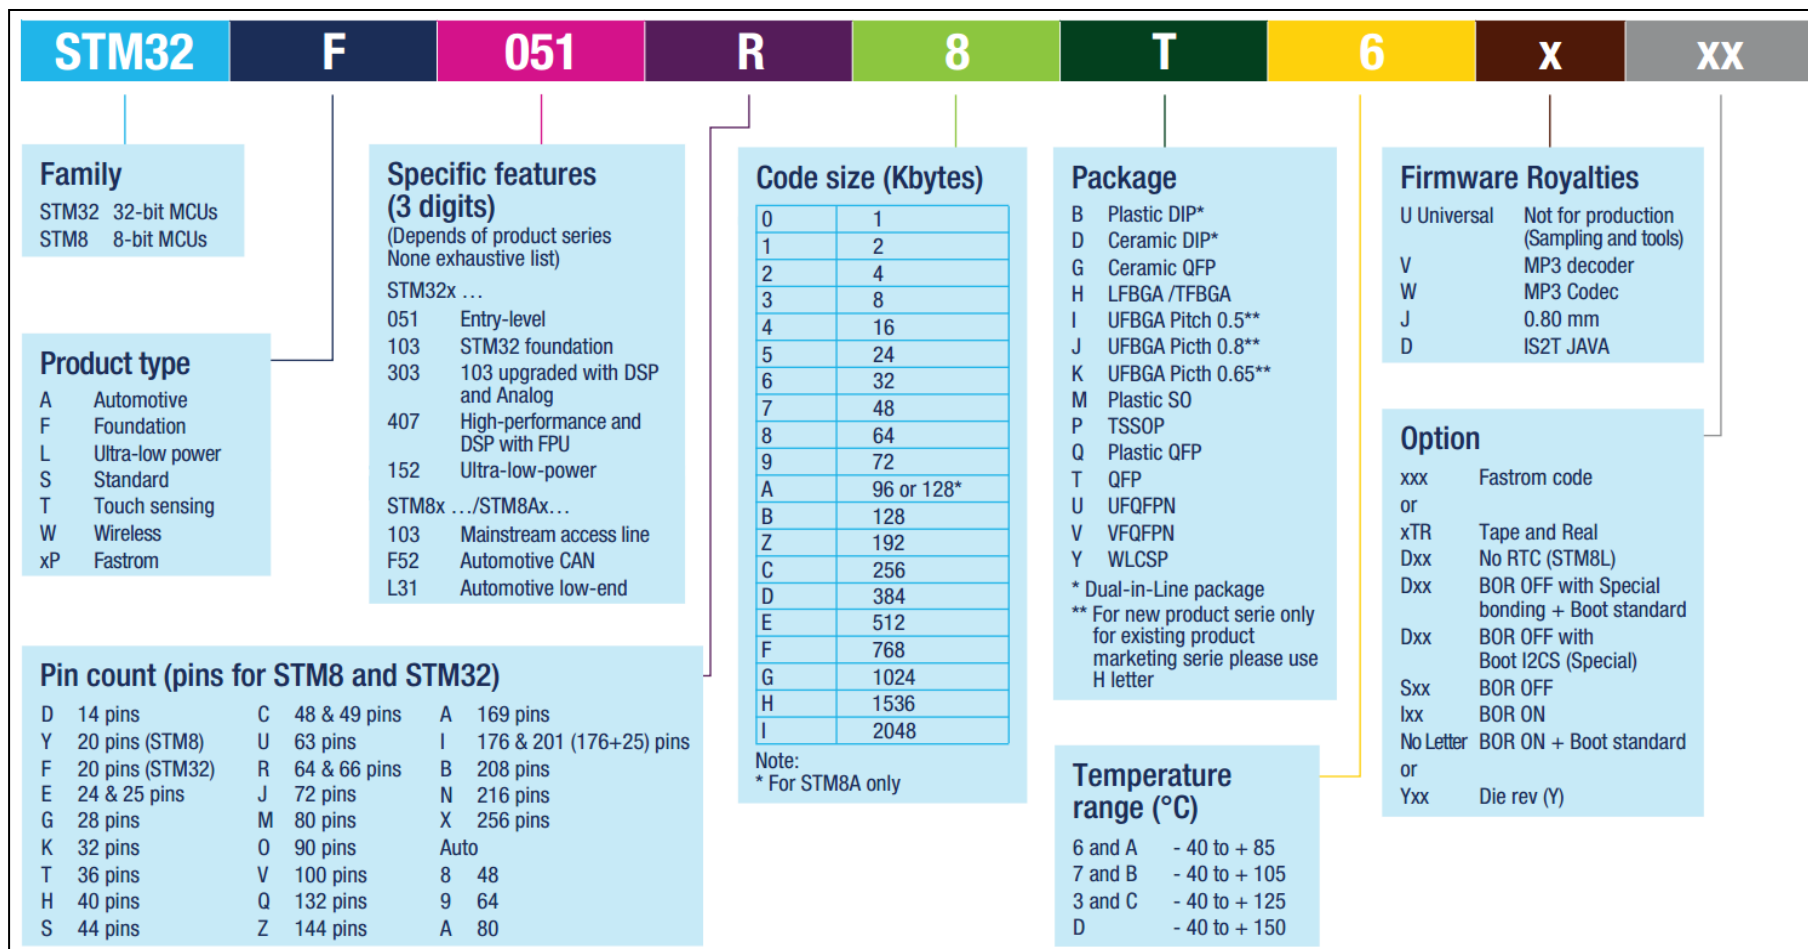 STM32 F 051 R 8 T 6 x xx
Family
STM32 32-bit MCUs
STM8 8-bit MCUs
Product type
A Automotive
F Foundation
L Ultra-low power
S Standard
T Touch sensing
W Wireless
xP Fastrom
Specific features
(3 digits)
(Depends of product series
None exhaustive list)
STM32x ...
051 Entry-level
103 STM32 foundation
303 103 upgraded with DSP
and Analog
407 High-performance and
DSP with FPU
152 Ultra-low-power
STM8x .../STM8Ax...
103 Mainstream access line
F52 Automotive CAN
L31 Automotive low-end
Pin count (pins for STM8 and STM32)
D 14 pins
Y 20 pins (STM8)
F 20 pins (STM32)
E 24 & 25 pins
G 28 pins
K 32 pins
T 36 pins
H 40 pins
S 44 pins
C 48 & 49 pins
U 63 pins
R 64 & 66 pins
J 72 pins
M 80 pins
O 90 pins
V 100 pins
Q 132 pins
Z 144 pins
A 169 pins
I 176 & 201 (176+25) pins
B 208 pins
N 216 pins
X 256 pins
Auto
8 48
9 64
A 80
Code size (Kbytes)
0 1
1 2
2 4
3 8
4 16
5 24
6 32
7 48
8 64
9 72
A 96 or 128*
B 128
Z 192
C 256
D 384
E 512
F 768
G 1024
H 1536
I 2048
Note:
* For STM8A only
Package
B Plastic DIP*
D Ceramic DIP*
G Ceramic QFP
H LFBGA /TFBGA
I UFBGA Pitch 0.5**
J UFBGA Picth 0.8**
K UFBGA Picth 0.65**
M Plastic SO
P TSSOP
Q Plastic QFP
T QFP
U UFQFPN
V VFQFPN
Y WLCSP
* Dual-in-Line package
** For new product serie only
for existing product
marketing serie please use
H letter
Temperature
range (°C)
6 and A - 40 to + 85
7 and B - 40 to + 105
3 and C - 40 to + 125
D - 40 to + 150
Firmware Royalties
U Universal Not for production
(Sampling and tools)
V MP3 decoder
W MP3 Codec
J 0.80 mm
D IS2T JAVA
Option
xxx Fastrom code
or
xTR Tape and Real
Dxx No RTC (STM8L)
Dxx BOR OFF with Special
bonding + Boot standard
Dxx BOR OFF with
Boot I2CS (Special)
Sxx BOR OFF
Ixx BOR ON
No Letter BOR ON + Boot standard
or
Yxx Die rev (Y)